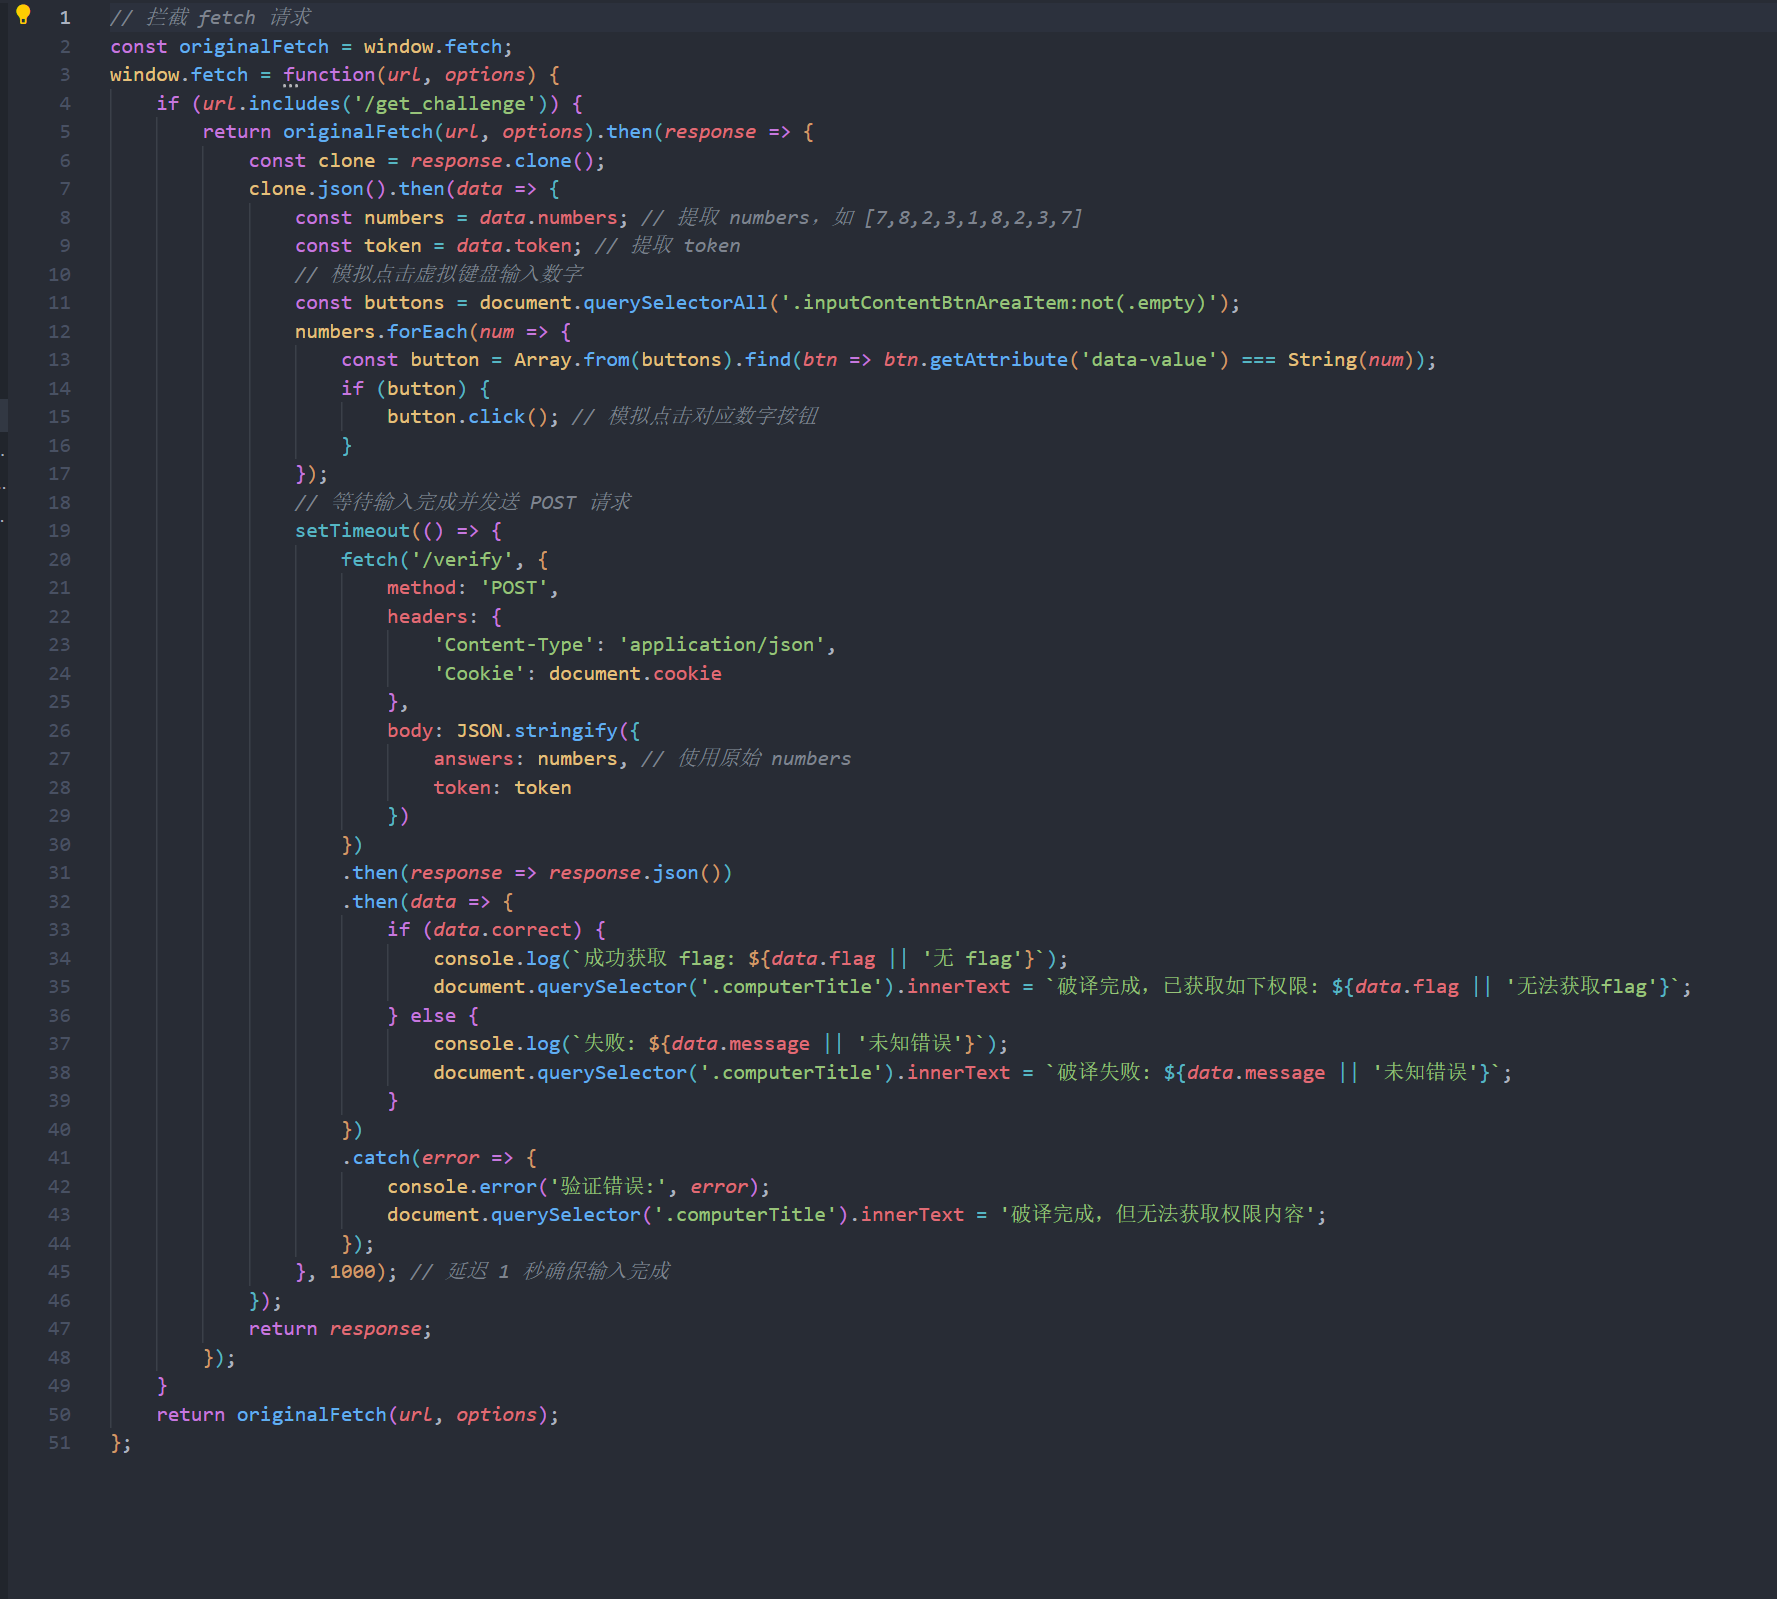 1 // 拦截 fetch 请求
2 const originalFetch = window.fetch;
3 window.fetch = function(url, options) {
4     if (url.includes('/get_challenge')) {
5         return originalFetch(url, options).then(response => {
6             const clone = response.clone();
7             clone.json().then(data => {
8                 const numbers = data.numbers; // 提取 numbers，如 [7,8,2,3,1,8,2,3,7]
9                 const token = data.token; // 提取 token
10                 // 模拟点击虚拟键盘输入数字
11                 const buttons = document.querySelectorAll('.inputContentBtnAreaItem:not(.empty)');
12                 numbers.forEach(num => {
13                     const button = Array.from(buttons).find(btn => btn.getAttribute('data-value') === String(num));
14                     if (button) {
15                         button.click(); // 模拟点击对应数字按钮
16                     }
17                 });
18                 // 等待输入完成并发送 POST 请求
19                 setTimeout(() => {
20                     fetch('/verify', {
21                         method: 'POST',
22                         headers: {
23                             'Content-Type': 'application/json',
24                             'Cookie': document.cookie
25                         },
26                         body: JSON.stringify({
27                             answers: numbers, // 使用原始 numbers
28                             token: token
29                         })
30                     })
31                     .then(response => response.json())
32                     .then(data => {
33                         if (data.correct) {
34                             console.log(`成功获取 flag: ${data.flag || '无 flag'}`);
35                             document.querySelector('.computerTitle').innerText = `破译完成，已获取如下权限: ${data.flag || '无法获取flag'}`;
36                         } else {
37                             console.log(`失败: ${data.message || '未知错误'}`);
38                             document.querySelector('.computerTitle').innerText = `破译失败: ${data.message || '未知错误'}`;
39                         }
40                     })
41                     .catch(error => {
42                         console.error('验证错误:', error);
43                         document.querySelector('.computerTitle').innerText = '破译完成，但无法获取权限内容';
44                     });
45                 }, 1000); // 延迟 1 秒确保输入完成
46             });
47             return response;
48         });
49     }
50     return originalFetch(url, options);
51 };